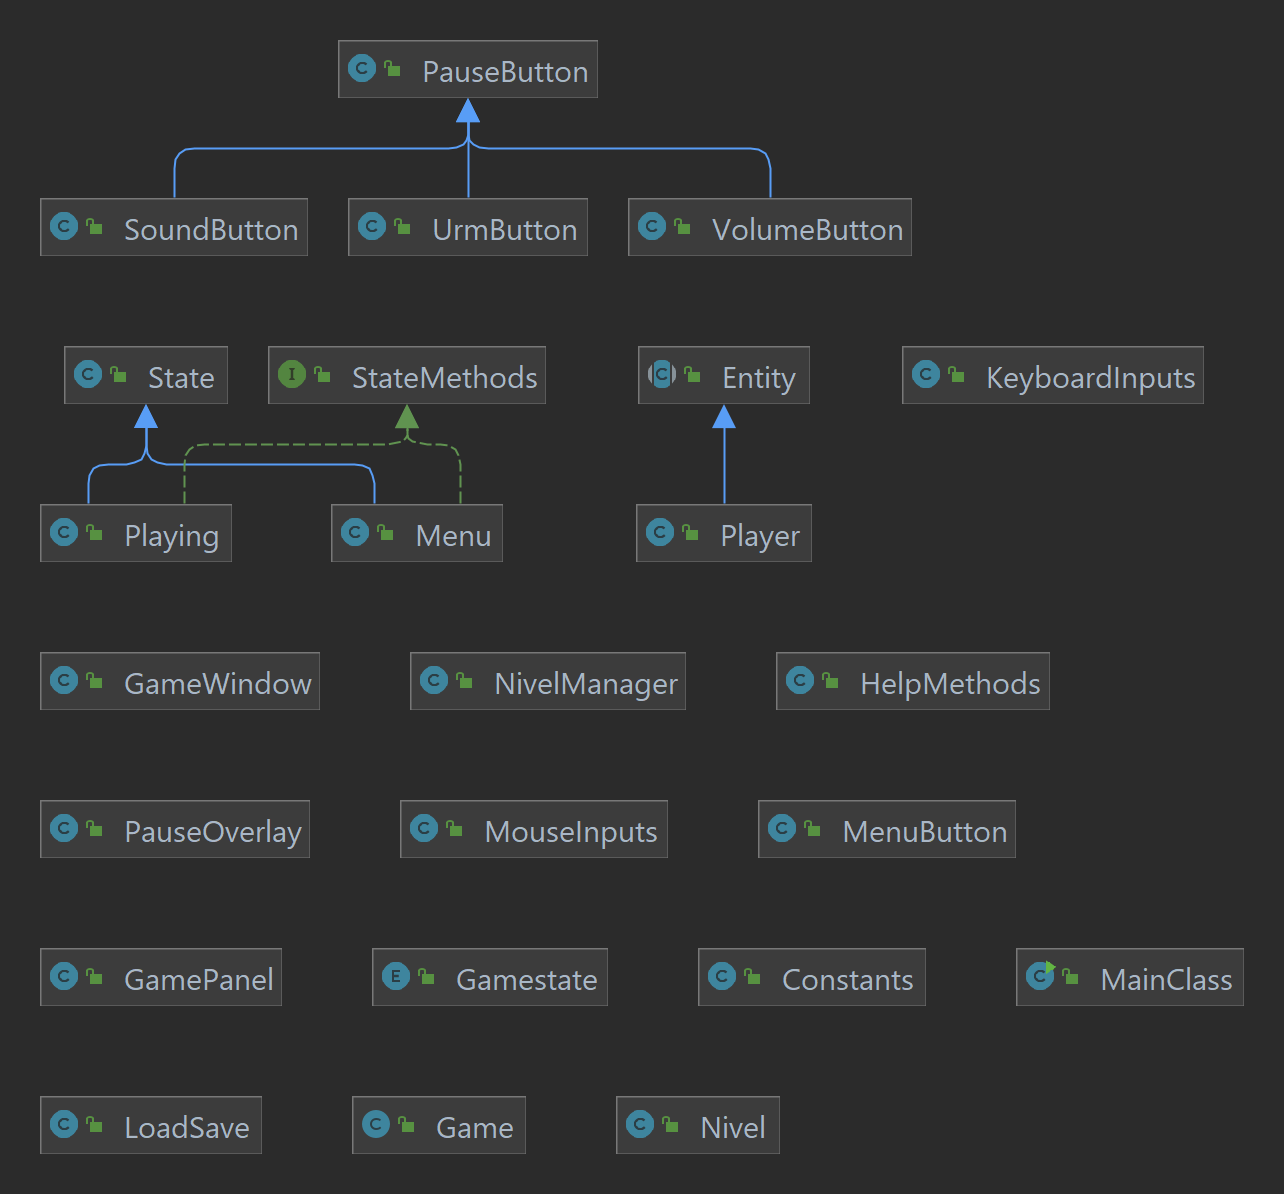 PauseButton
SoundButton
UrmButton
VolumeButton
State
StateMethods
Entity
KeyboardInputs
Playing
Menu
Player
GameWindow
NivelManager
HelpMethods
PauseOverlay
MouseInputs
MenuButton
GamePanel
Gamestate
Constants
MainClass
LoadSave
Game
Nivel